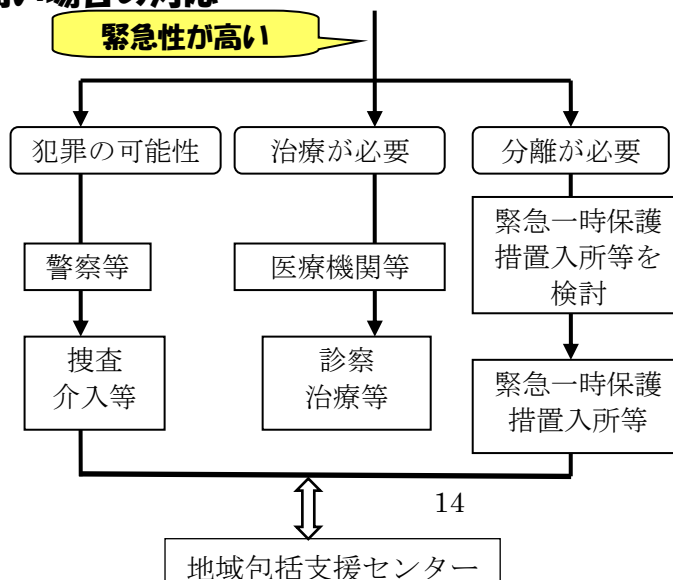 緊急性が高い
犯罪の可能性
治療が必要
分離が必要
警察等
医療機関等
緊急一時保護
措置入所等を
検討
捜査
介入等
診察
治療等
緊急一時保護
措置入所等
14
地域包括支援センター